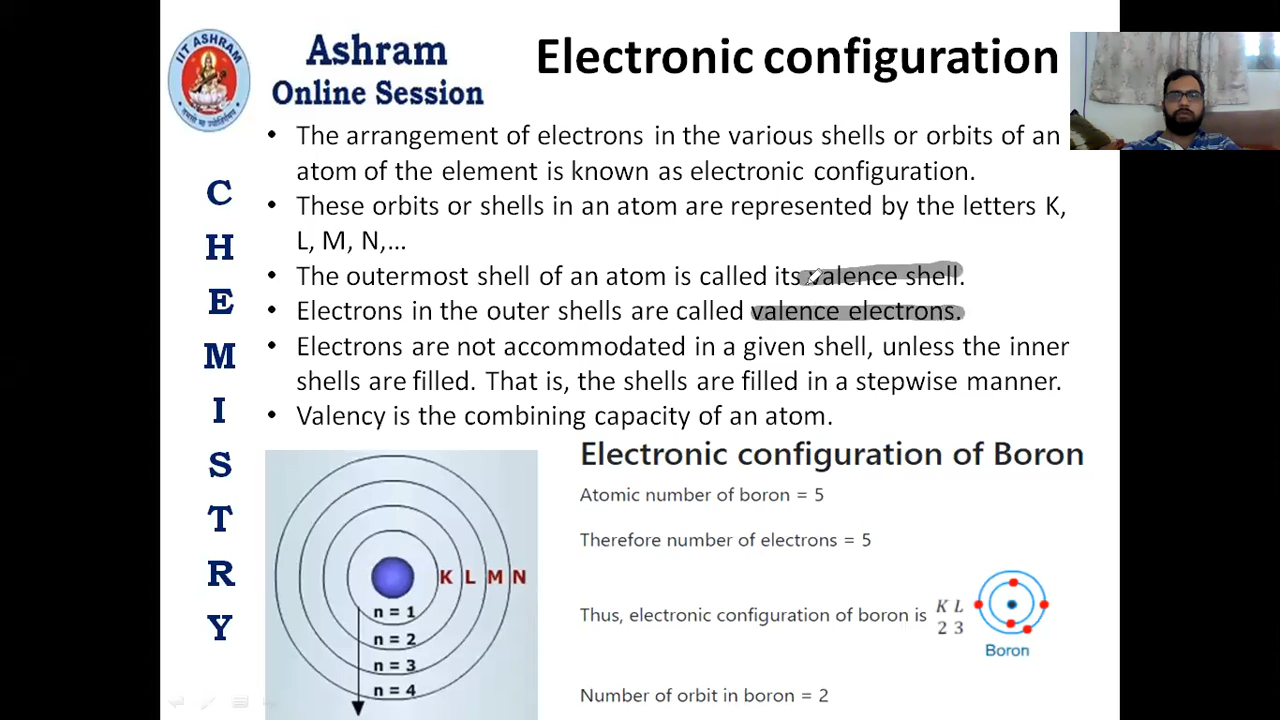 IIT ASHRAM
Ashram
Online Session
Electronic configuration
C
H
E
M
I
S
T
R
Y
• The arrangement of electrons in the various shells or orbits of an
atom of the element is known as electronic configuration.
• These orbits or shells in an atom are represented by the letters K,
L, M, N,...
• The outermost shell of an atom is called its valence shell.
• Electrons in the outer shells are called valence electrons.
• Electrons are not accommodated in a given shell, unless the inner
shells are filled. That is, the shells are filled in a stepwise manner.
• Valency is the combining capacity of an atom.
K L M N
n = 1
n = 2
n = 3
n = 4
Electronic configuration of Boron
Atomic number of boron = 5
Therefore number of electrons = 5
Thus, electronic configuration of boron is
K L
2 3
Boron
Number of orbit in boron = 2